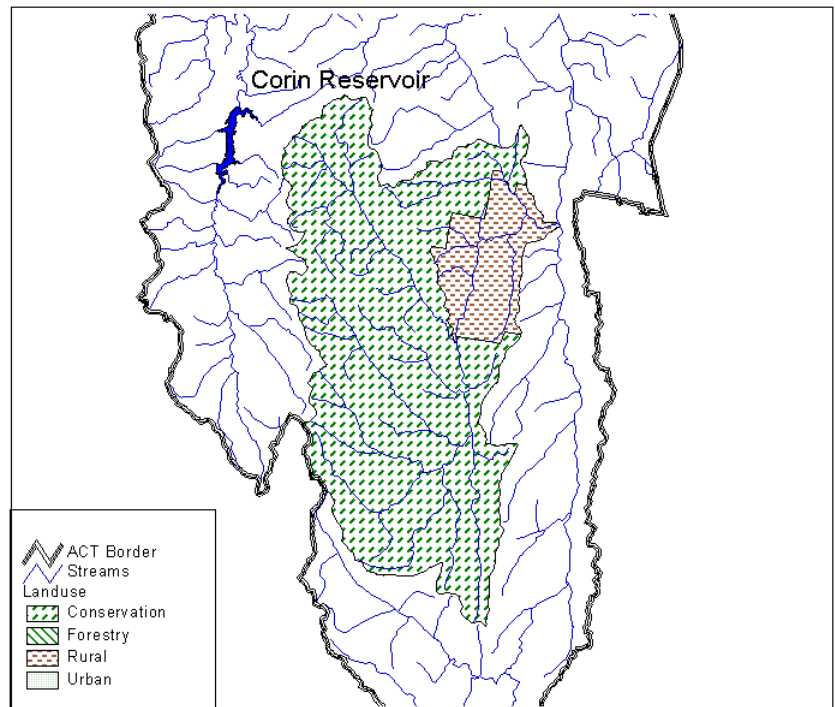 Corin Reservoir
ACT Border
Streams
Landuse
Conservation
Forestry
Rural
Urban